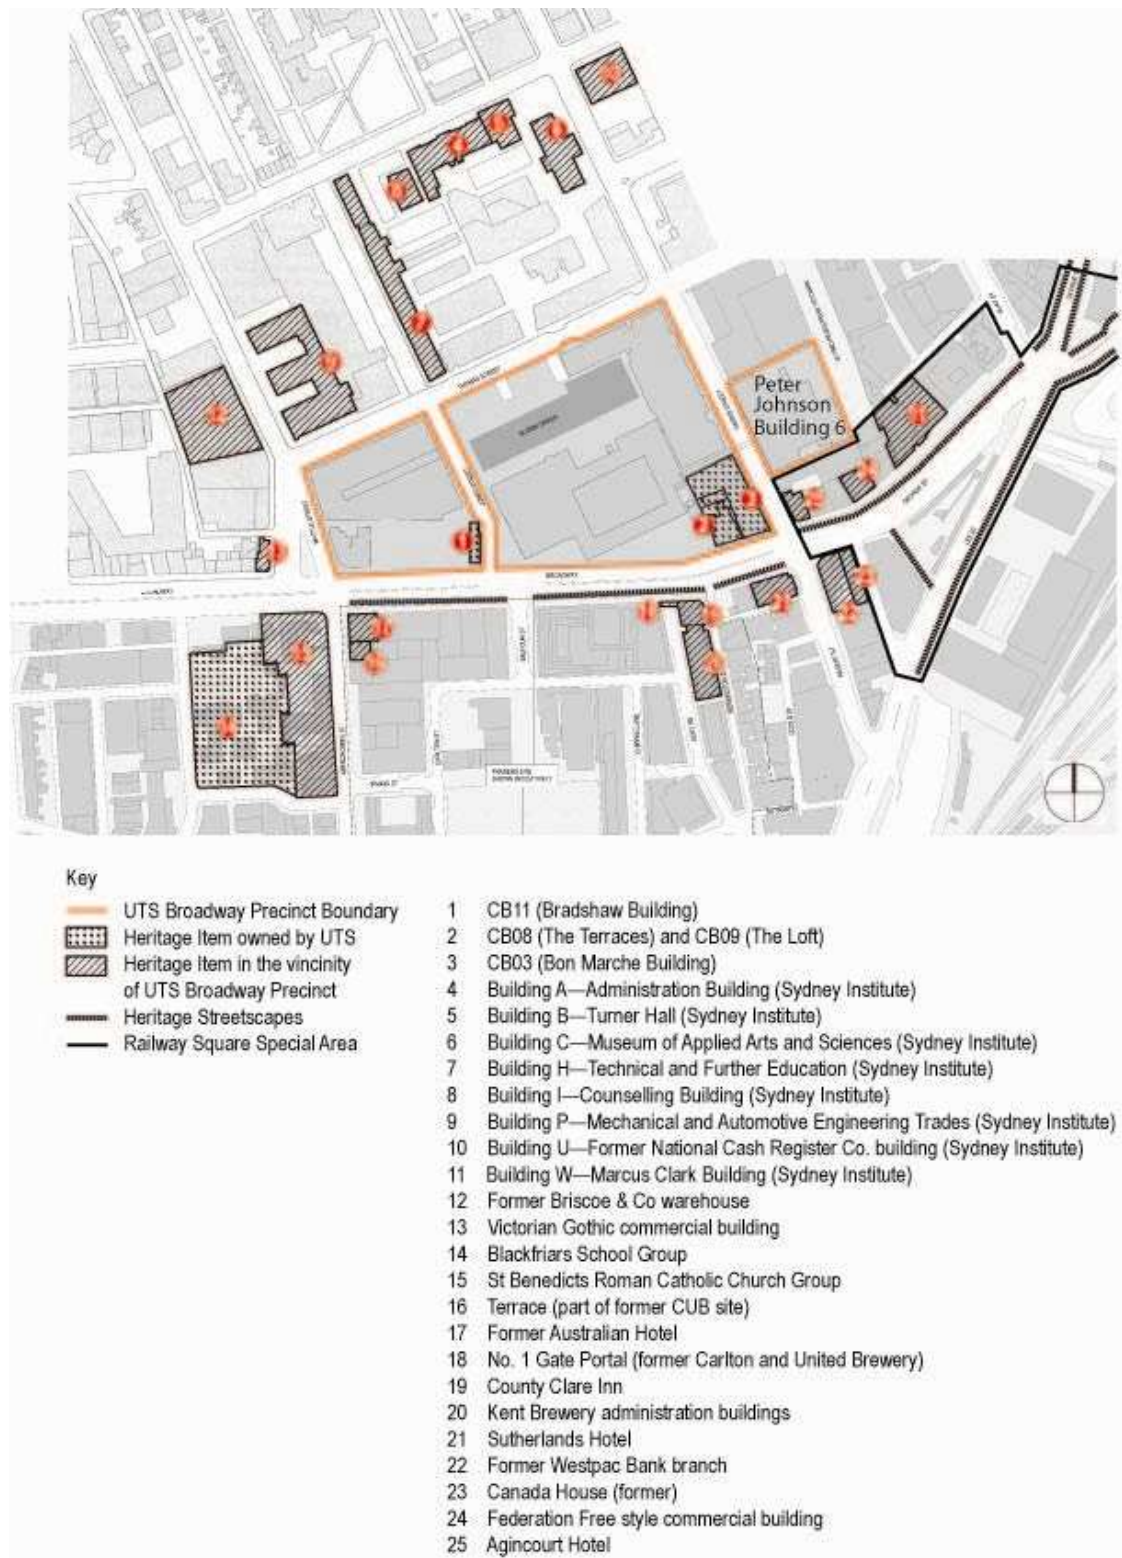 Peter
Johnson
Building 6
THOMAS STREET
BROADWAY
Key
UTS Broadway Precinct Boundary
Heritage Item owned by UTS
Heritage Item in the vincinity
of UTS Broadway Precinct
Heritage Streetscapes
Railway Square Special Area
1 CB11 (Bradshaw Building)
2 CB08 (The Terraces) and CB09 (The Loft)
3 CB03 (Bon Marche Building)
4 Building A—Administration Building (Sydney Institute)
5 Building B—Turner Hall (Sydney Institute)
6 Building C—Museum of Applied Arts and Sciences (Sydney Institute)
7 Building H—Technical and Further Education (Sydney Institute)
8 Building I—Counselling Building (Sydney Institute)
9 Building P—Mechanical and Automotive Engineering Trades (Sydney Institute)
10 Building U—Former National Cash Register Co. building (Sydney Institute)
11 Building W—Marcus Clark Building (Sydney Institute)
12 Former Briscoe & Co warehouse
13 Victorian Gothic commercial building
14 Blackfriars School Group
15 St Benedicts Roman Catholic Church Group
16 Terrace (part of former CUB site)
17 Former Australian Hotel
18 No. 1 Gate Portal (former Carlton and United Brewery)
19 County Clare Inn
20 Kent Brewery administration buildings
21 Sutherlands Hotel
22 Former Westpac Bank branch
23 Canada House (former)
24 Federation Free style commercial building
25 Agincourt Hotel